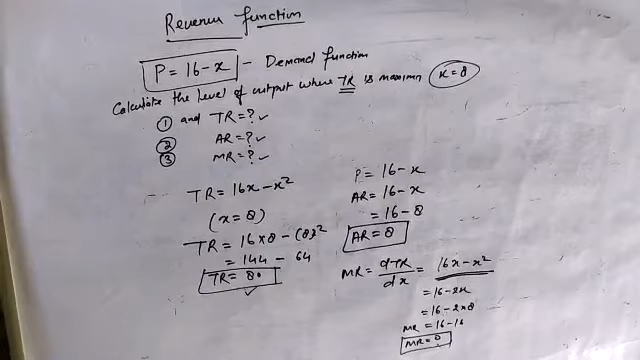 Revenue function
P = 16 - x - Demand function
Calculate the level of output where TR is maximum x = 8
① and TR = ? ✓
② AR = ? ✓
③ MR = ? ✓
TR = 16x - x²
(x = 8)
TR = 16 x 8 - (8)²
= 144 - 64
TR = 80
✓
P = 16 - x
AR = 16 - x
= 16 - 8
AR = 8
MR = dTR/dx = 16x - x²
= 16 - 2x
= 16 - 2 x 8
MR = 16 - 16
MR = 0